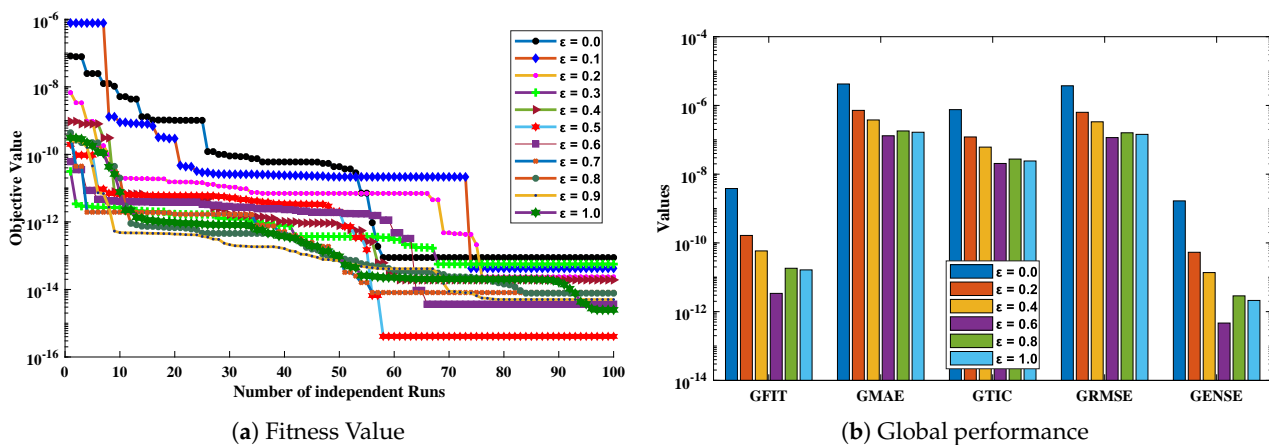 10-6
10-8
10-10
10-12
10-14
10-16
Objective Value
0 10 20 30 40 50 60 70 80 90 100
Number of independent Runs
ε = 0.0
ε = 0.1
ε = 0.2
ε = 0.3
ε = 0.4
ε = 0.5
ε = 0.6
ε = 0.7
ε = 0.8
ε = 0.9
ε = 1.0
(a) Fitness Value
10-4
10-6
10-8
10-10
10-12
10-14
Values
ε = 0.0
ε = 0.2
ε = 0.4
ε = 0.6
ε = 0.8
ε = 1.0
GFIT GMAE GTIC GRMSE GENSE
(b) Global performance